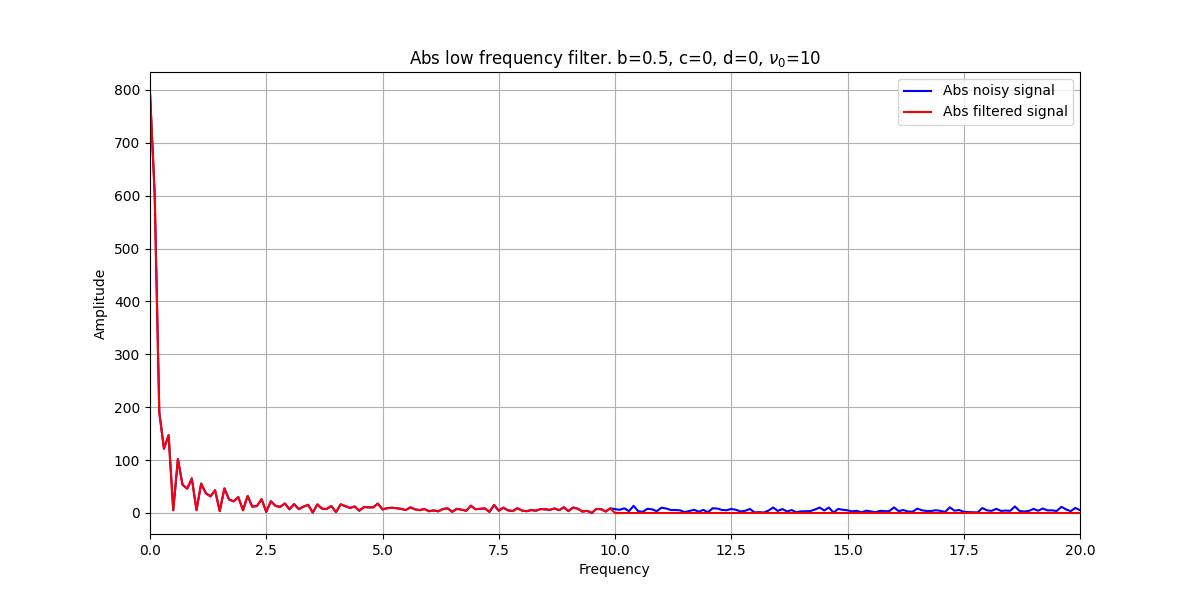 Abs low frequency filter. b=0.5, c=0, d=0, ν₀=10
Abs noisy signal
Abs filtered signal
Amplitude
800
700
600
500
400
300
200
100
0
0.0 2.5 5.0 7.5 10.0 12.5 15.0 17.5 20.0
Frequency